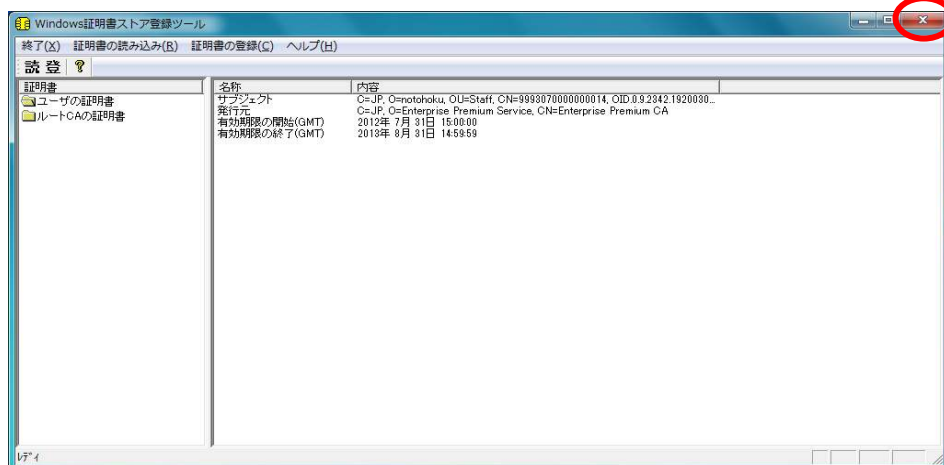 Windows証明書ストア登録ツール
終了(X) 証明書の読み込み(R) 証明書の登録(C) ヘルプ(H)
読 登 ?
証明書
ユーザの証明書
ルートCAの証明書
名称 内容
サブジェクト C=JP, O=notohoku, OU=Staff, CN=9993070000000014, OID.0.9.2342.1920030...
発行元 C=JP, O=Enterprise Premium Service, CN=Enterprise Premium CA
有効期限の開始(GMT) 2012年 7月 31日 15:00:00
有効期限の終了(GMT) 2013年 8月 31日 14:59:59
ﾚﾃﾞｨ